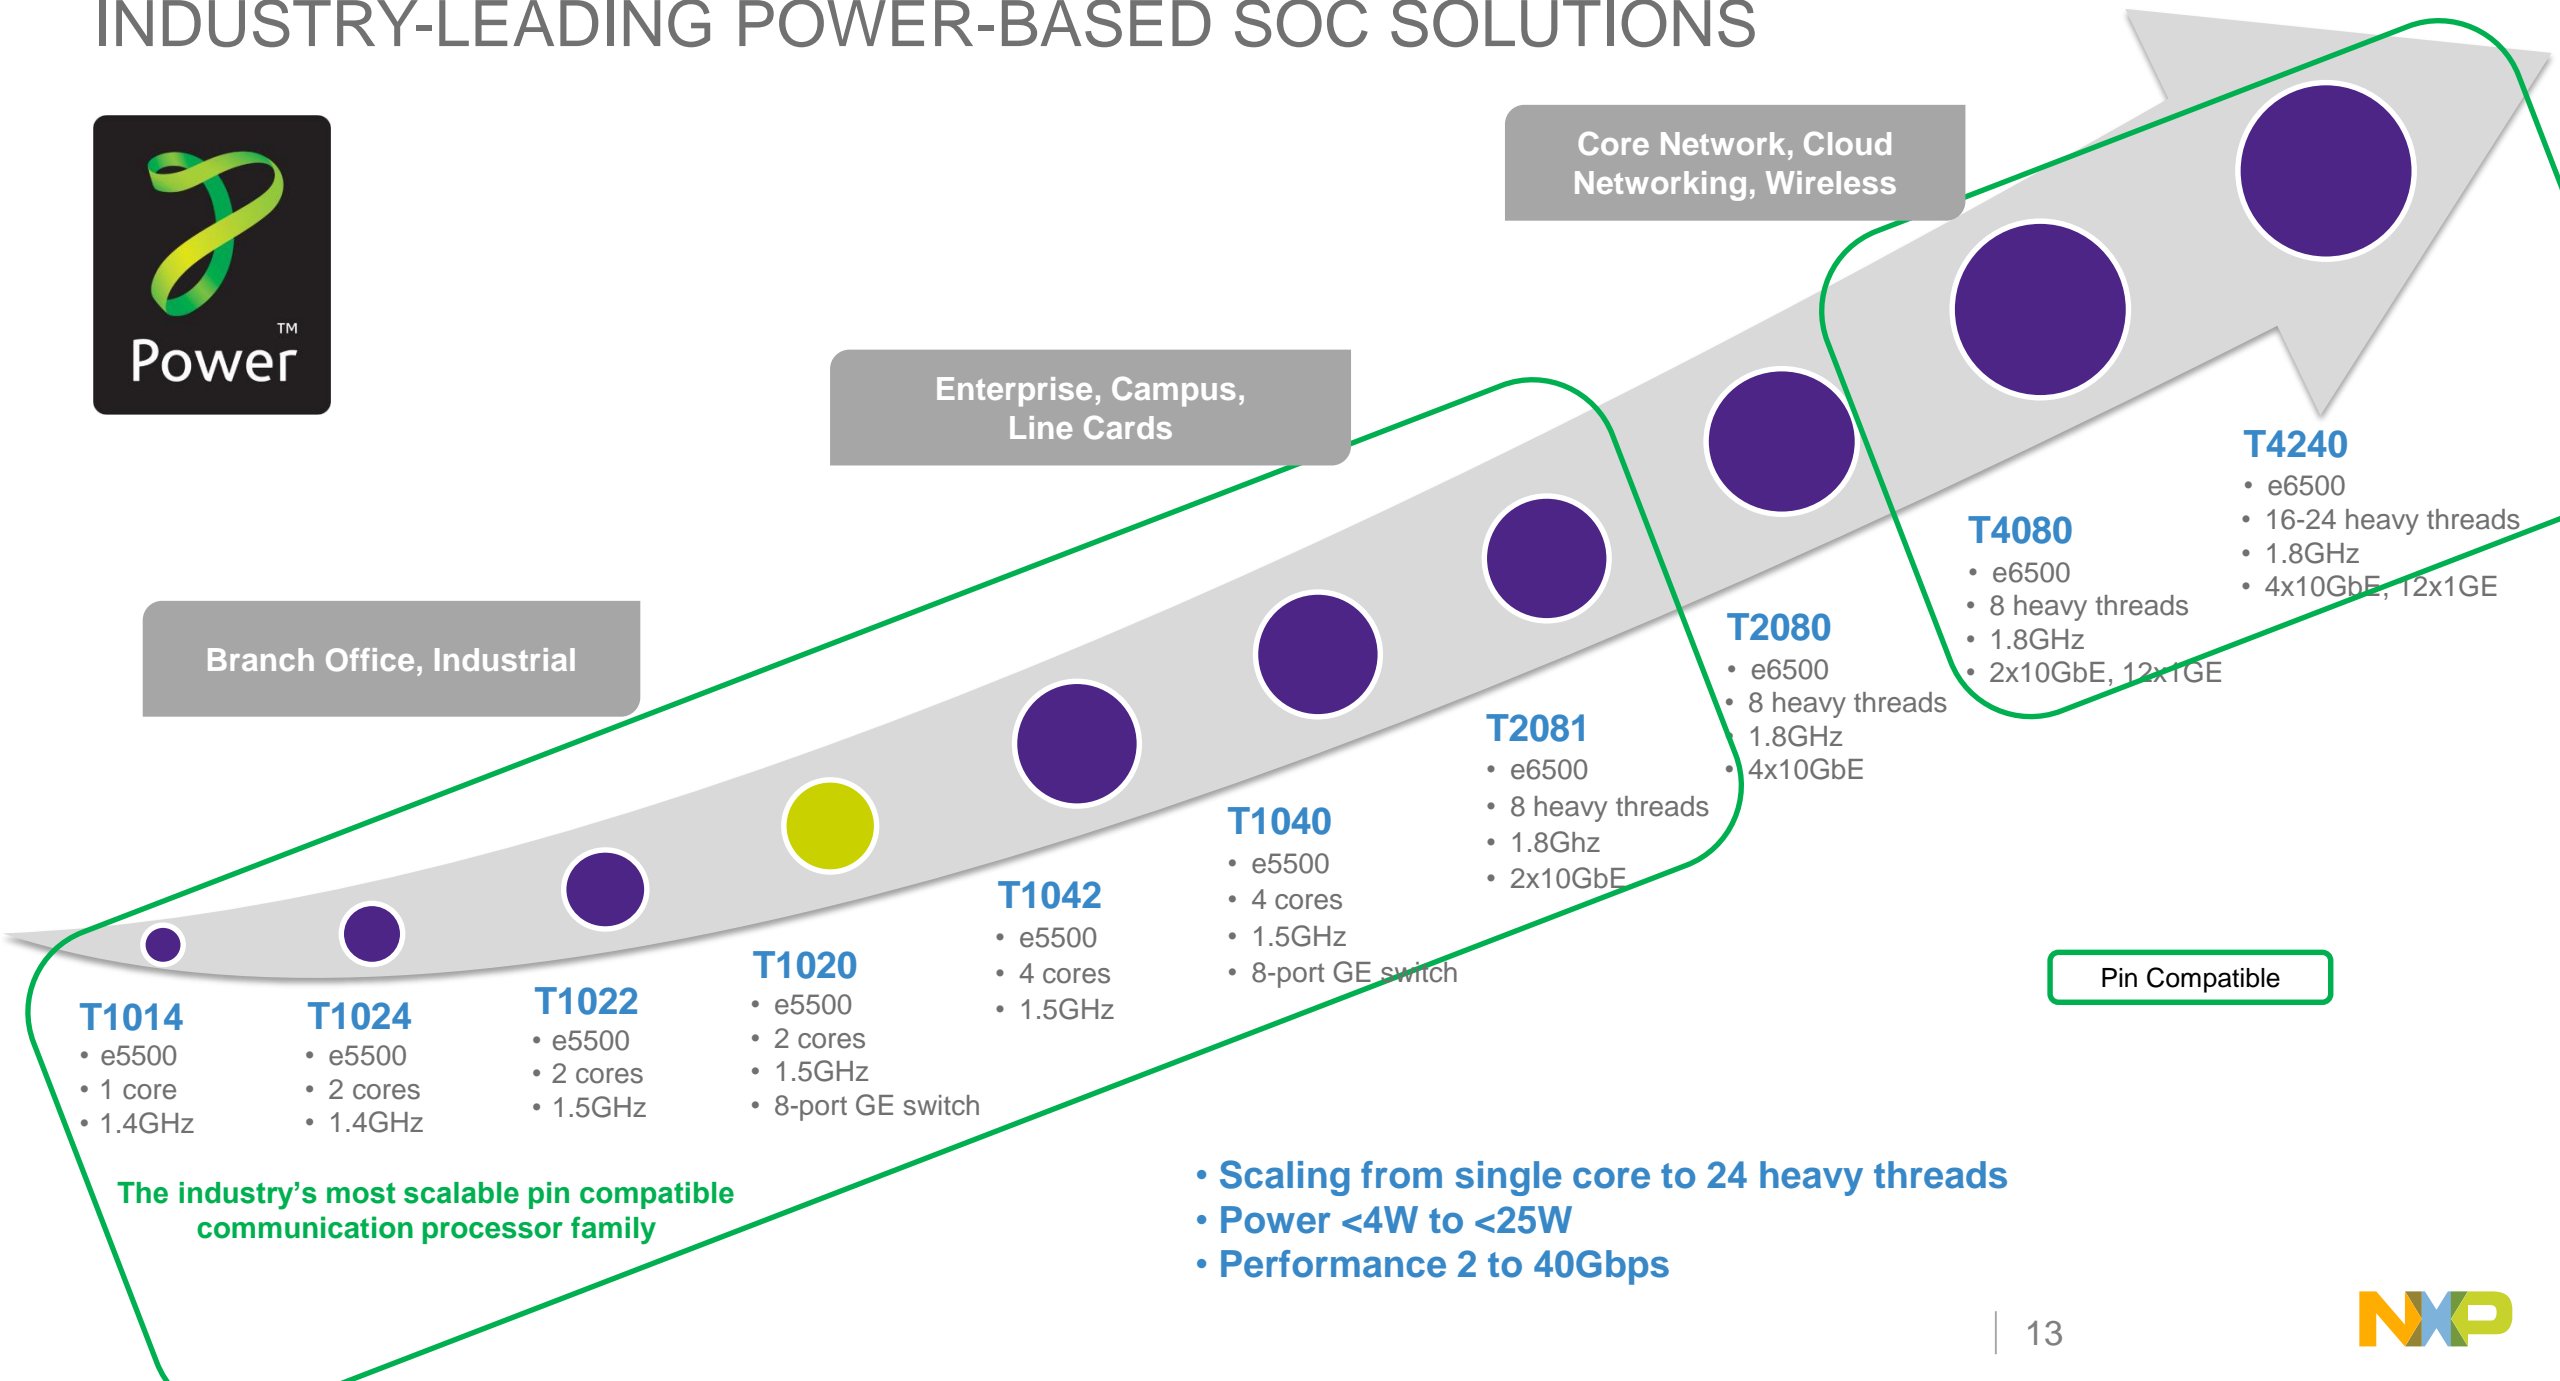 INDUSTRY-LEADING POWER-BASED SOC SOLUTIONS
Power™
Core Network, Cloud
Networking, Wireless
Enterprise, Campus,
Line Cards
Branch Office, Industrial
T4240
• e6500
• 16-24 heavy threads
• 1.8GHz
• 4x10GbE, 12x1GE
T4080
• e6500
• 8 heavy threads
• 1.8GHz
• 2x10GbE, 12x1GE
T2080
• e6500
• 8 heavy threads
• 1.8GHz
• 4x10GbE
T2081
• e6500
• 8 heavy threads
• 1.8Ghz
• 2x10GbE
T1040
• e5500
• 4 cores
• 1.5GHz
• 8-port GE switch
T1042
• e5500
• 4 cores
• 1.5GHz
T1020
• e5500
• 2 cores
• 1.5GHz
• 8-port GE switch
T1022
• e5500
• 2 cores
• 1.5GHz
T1024
• e5500
• 2 cores
• 1.4GHz
T1014
• e5500
• 1 core
• 1.4GHz
Pin Compatible
The industry's most scalable pin compatible
communication processor family
• Scaling from single core to 24 heavy threads
• Power <4W to <25W
• Performance 2 to 40Gbps
13
NXP